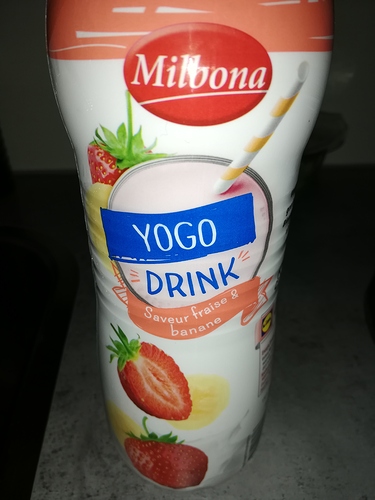 Milbona
YOGO
DRINK
Saveur fraise &
banane